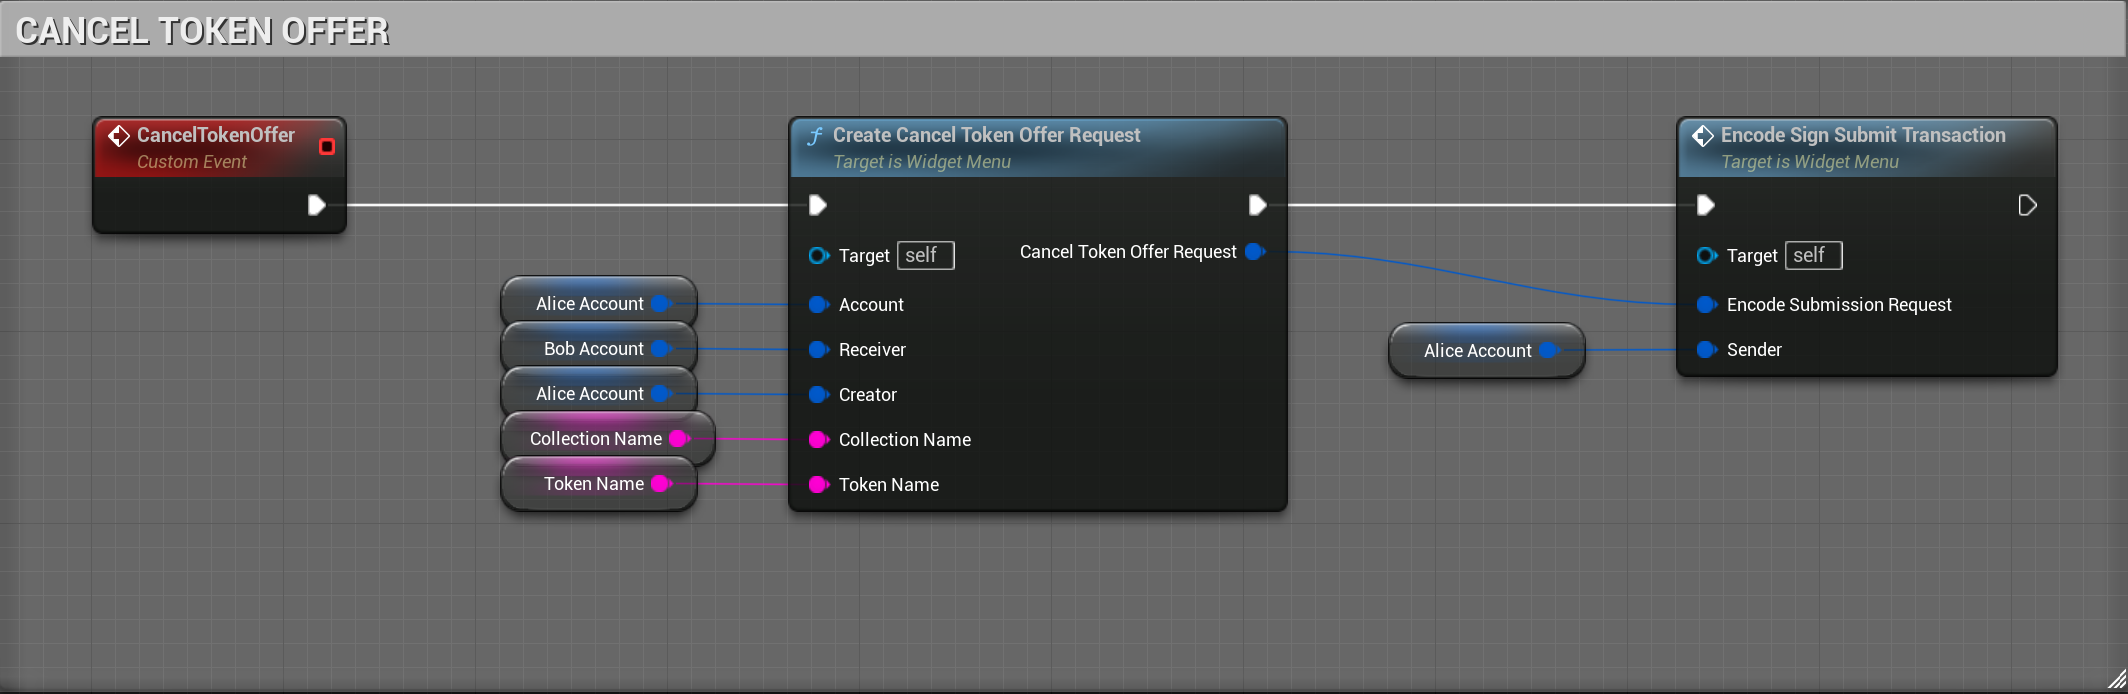 CANCEL TOKEN OFFER
CancelTokenOffer
Custom Event
Alice Account
Bob Account
Alice Account
Collection Name
Token Name
Create Cancel Token Offer Request
Target is Widget Menu
Target self
Cancel Token Offer Request
Account
Receiver
Creator
Collection Name
Token Name
Alice Account
Encode Sign Submit Transaction
Target is Widget Menu
Target self
Encode Submission Request
Sender